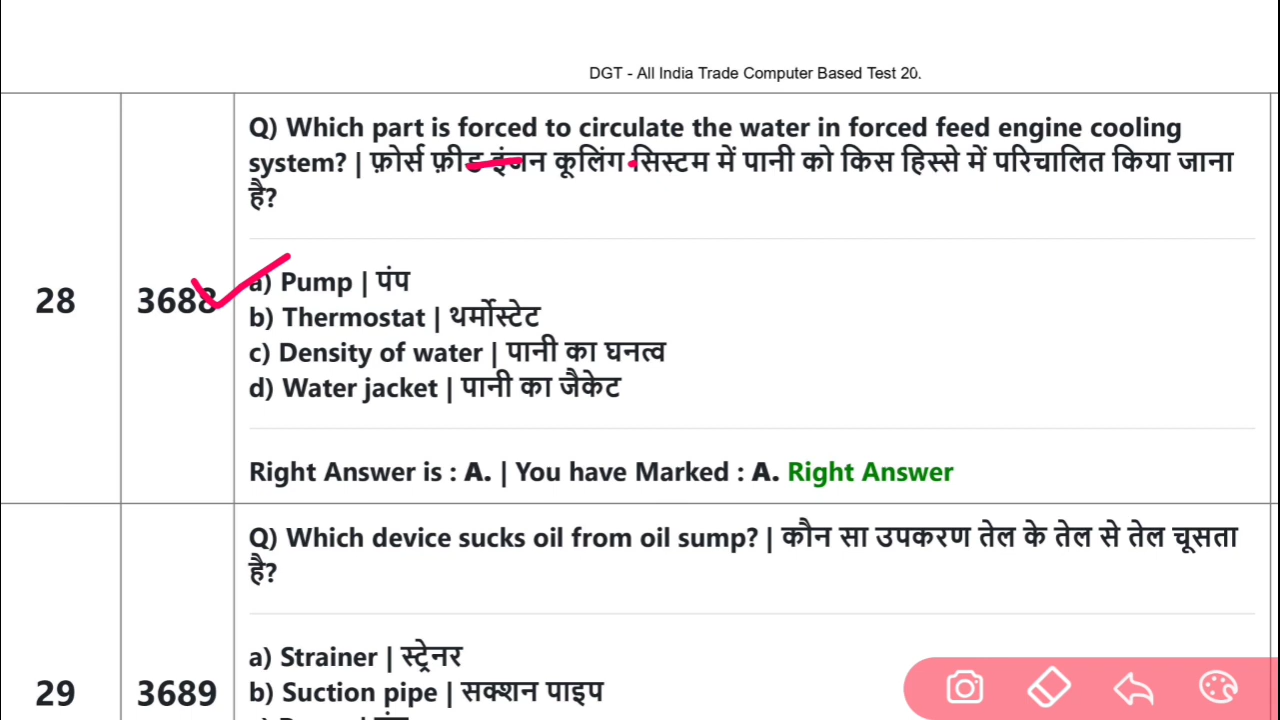 DGT - All India Trade Computer Based Test 20.
Q) Which part is forced to circulate the water in forced feed engine cooling
system? | फ़ोर्स फ़ीड इंजन कूलिंग सिस्टम में पानी को किस हिस्से में परिचालित किया जाना
है?
28
3688
a) Pump | पंप
b) Thermostat | थर्मोस्टेट
c) Density of water | पानी का घनत्व
d) Water jacket | पानी का जैकेट
Right Answer is : A. | You have Marked : A. Right Answer
Q) Which device sucks oil from oil sump? | कौन सा उपकरण तेल के तेल से तेल चूसता
है?
29
3689
a) Strainer | स्ट्रेनर
b) Suction pipe | सक्शन पाइप